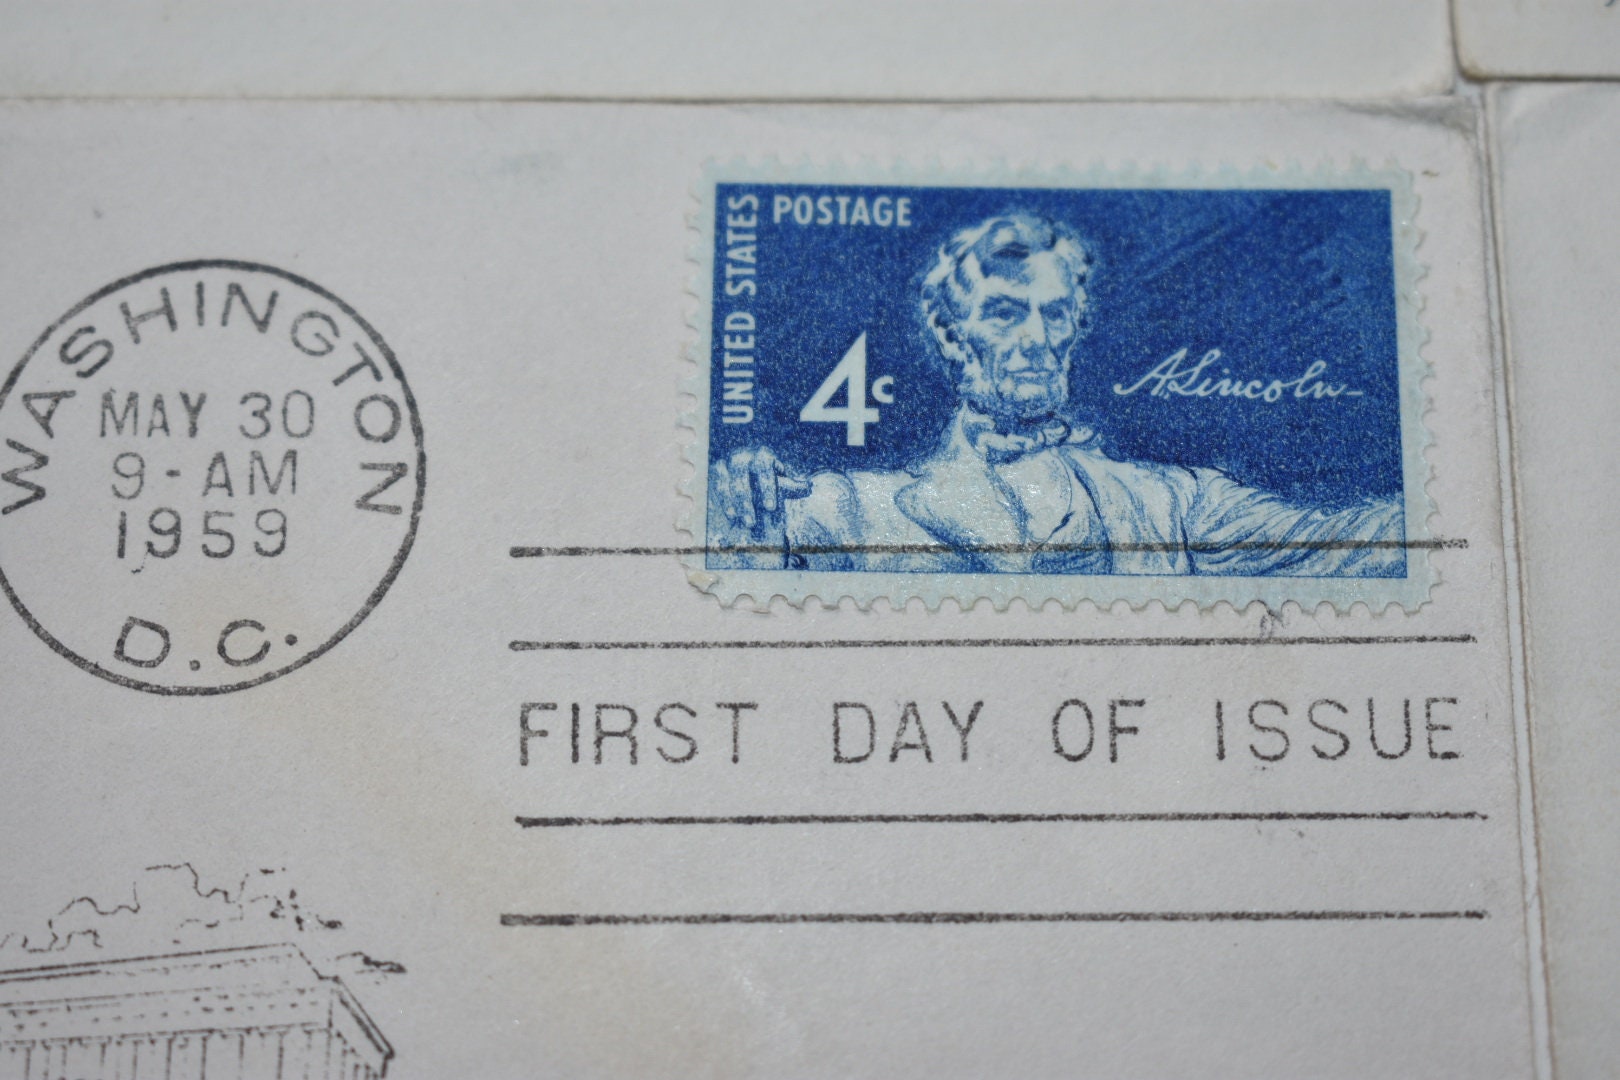 WASHINGTON
MAY 30
9-AM
1959
D.C.
UNITED STATES
POSTAGE
4c
A. Lincoln
FIRST DAY OF ISSUE